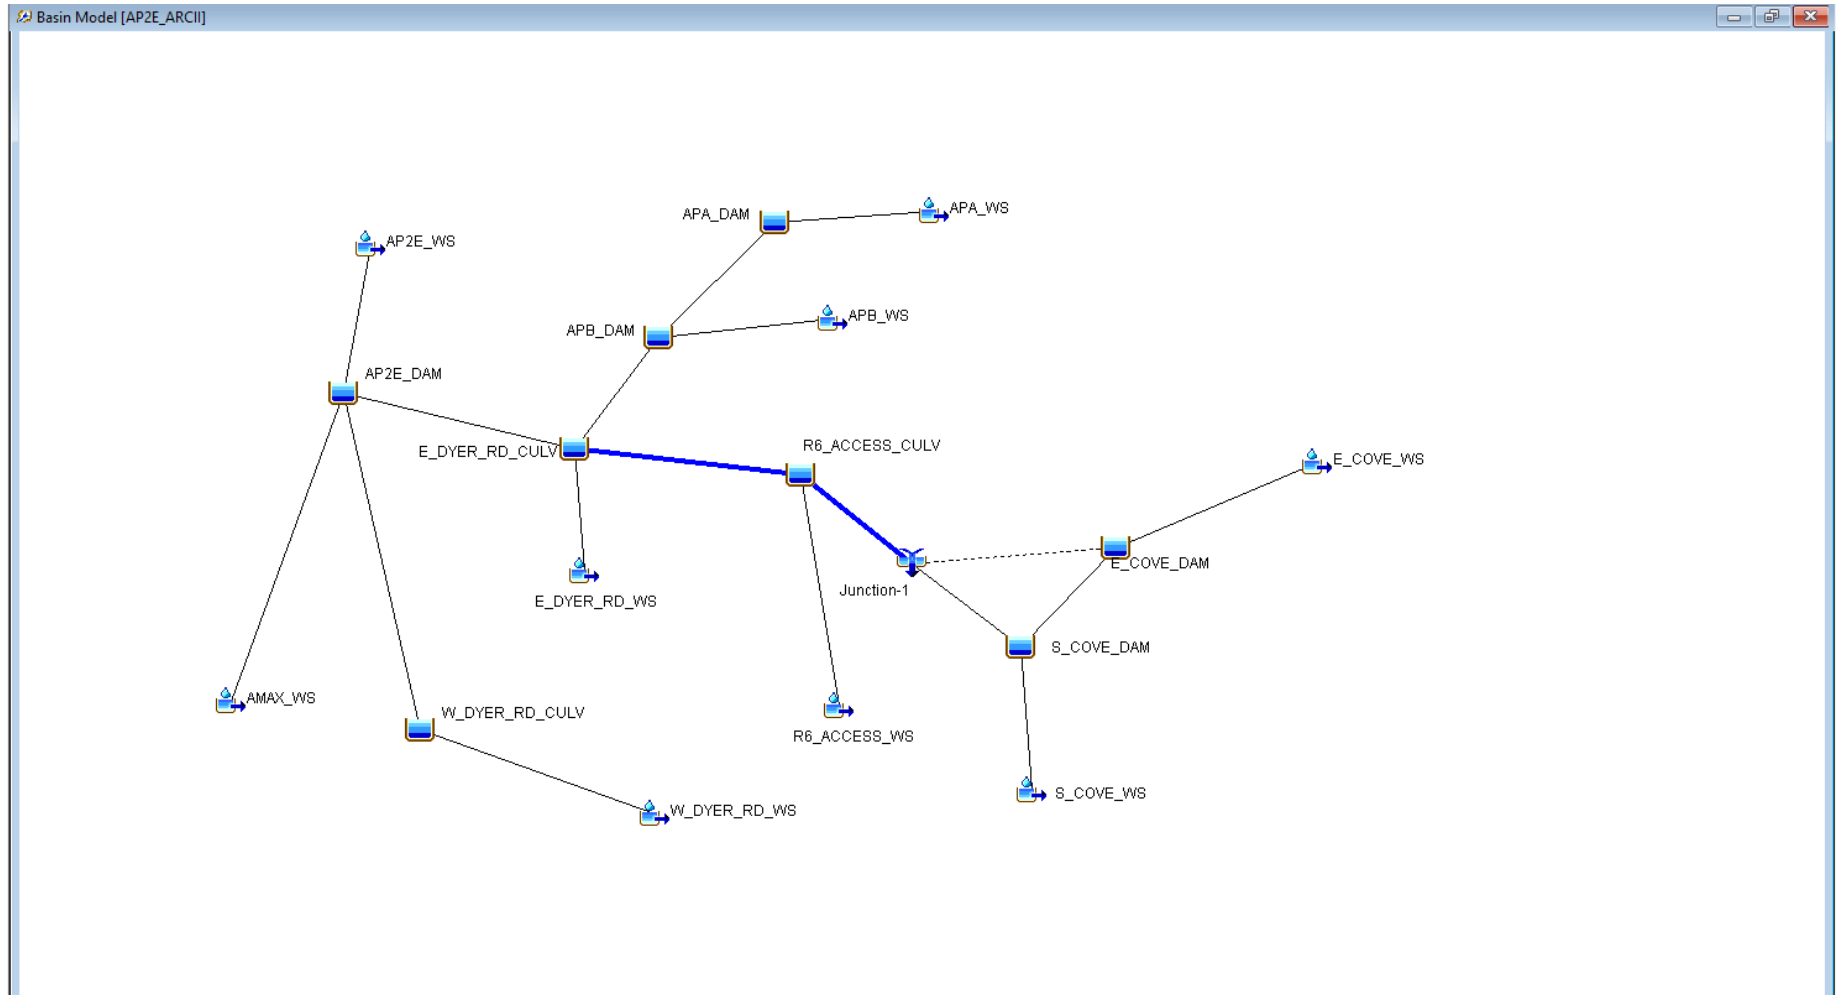 Basin Model [AP2E_ARCII]
APA_WS
APA_DAM
AP2E_WS
APB_WS
APB_DAM
AP2E_DAM
E_DYER_RD_CULV
R6_ACCESS_CULV
E_COVE_WS
E_COVE_DAM
Junction-1
E_DYER_RD_WS
S_COVE_DAM
AMAX_WS
W_DYER_RD_CULV
R6_ACCESS_WS
S_COVE_WS
W_DYER_RD_WS